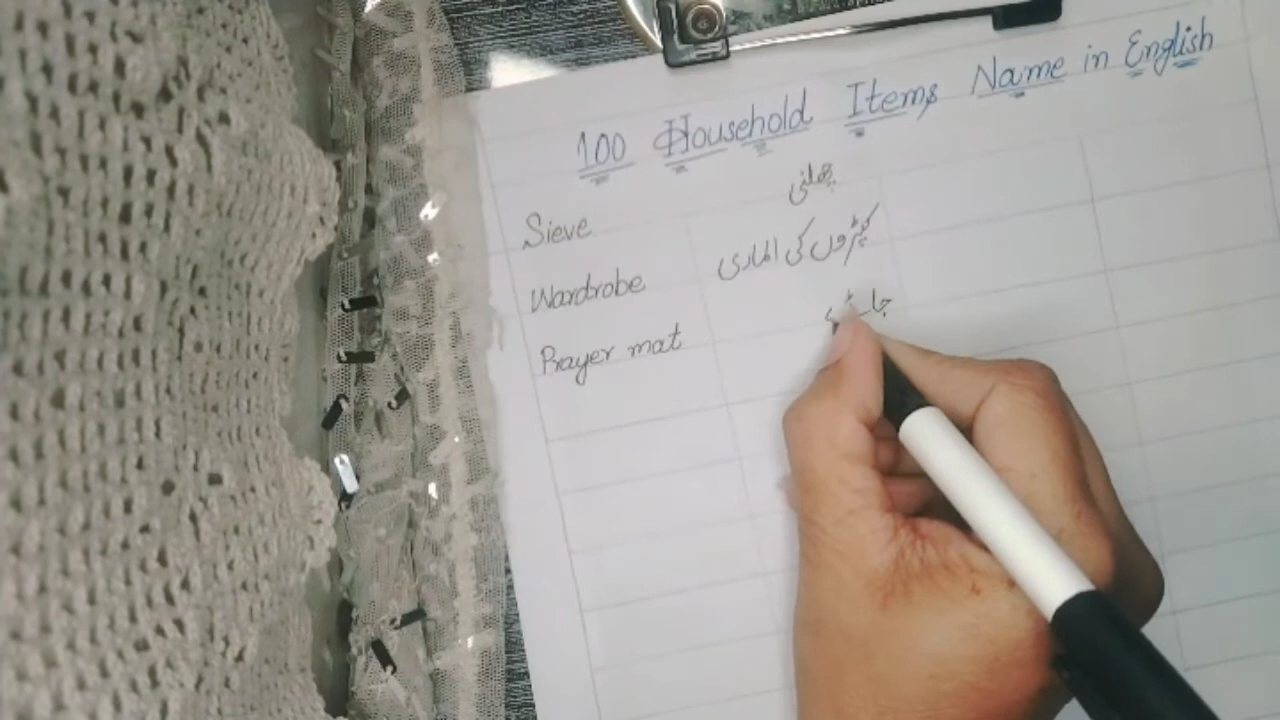 100 Household Items Name in English
Sieve چھلنی
Wardrobe کپڑوں کی الماری
Prayer mat